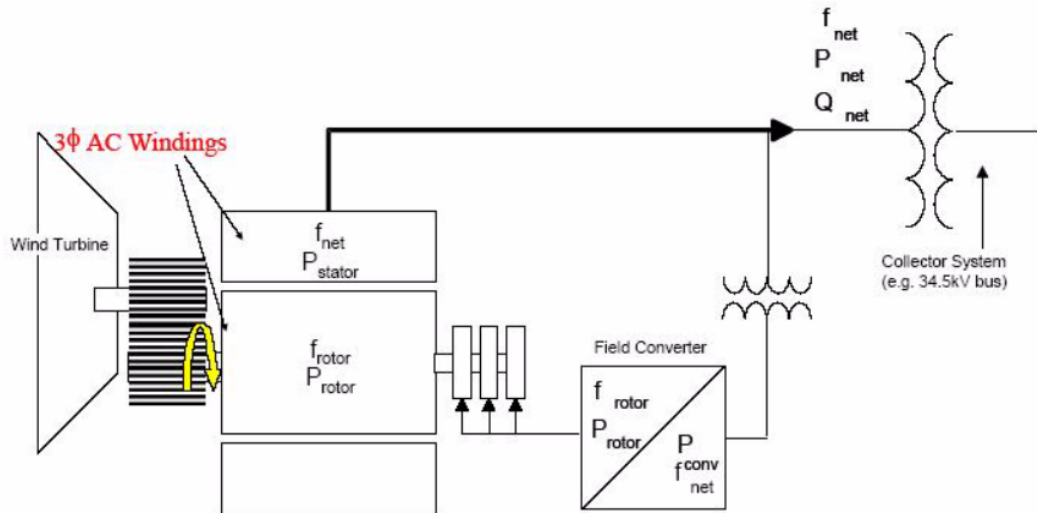 f net
P net
Q net
3ϕ AC Windings
Wind Turbine
f net
P stator
Collector System
(e.g. 34.5kV bus)
f rotor
P rotor
Field Converter
f rotor
P rotor
P conv
f net